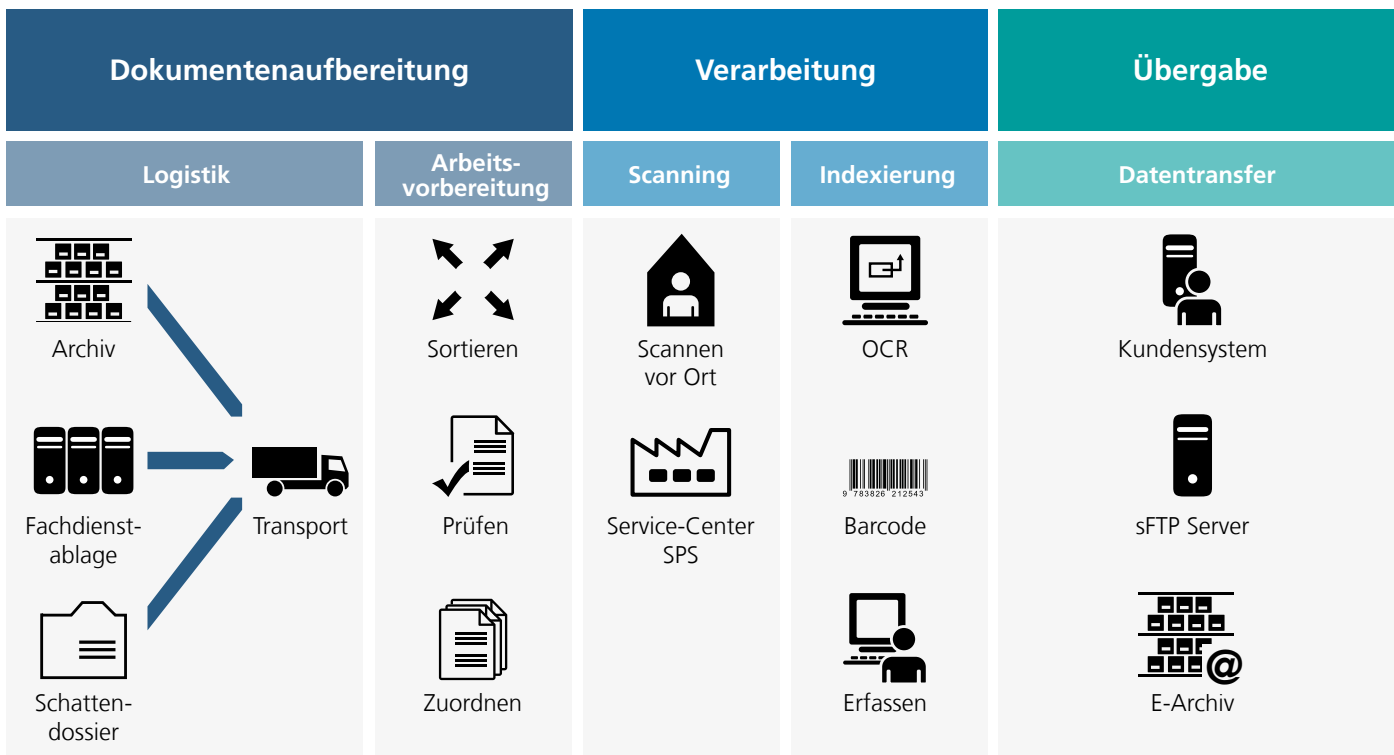 Dokumentenaufbereitung
Verarbeitung
Übergabe
Logistik
Arbeits-
vorbereitung
Scanning
Indexierung
Datentransfer
Archiv
Fachdienst-
ablage
Schatten-
dossier
Transport
Sortieren
Prüfen
Zuordnen
Scannen
vor Ort
Service-Center
SPS
OCR
9 783826 212543
Barcode
Erfassen
Kundensystem
sFTP Server
@
E-Archiv